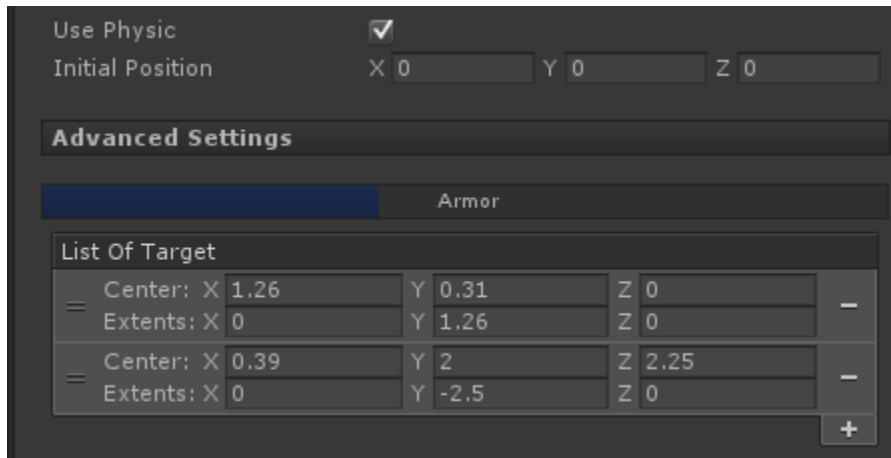 Use Physic
Initial Position X 0 Y 0 Z 0
Advanced Settings
Armor
List Of Target
Center: X 1.26 Y 0.31 Z 0
Extents: X 0 Y 1.26 Z 0
Center: X 0.39 Y 2 Z 2.25
Extents: X 0 Y -2.5 Z 0